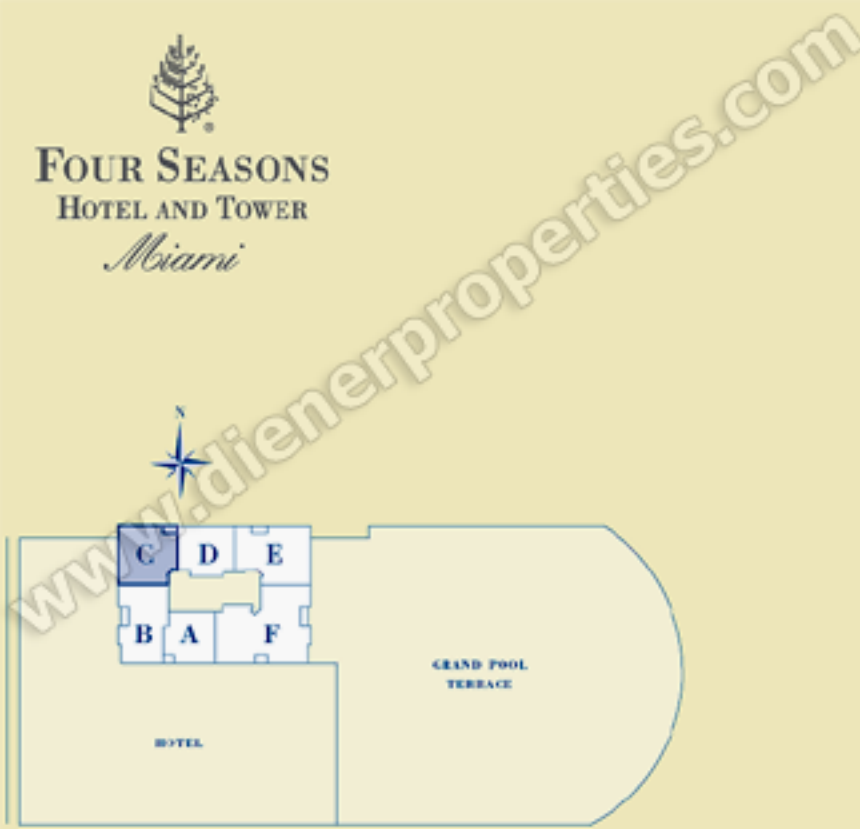 ®
FOUR SEASONS
HOTEL AND TOWER
Miami
www.dienerproperties.com
N
C D E
B A F
GRAND POOL
TERRACE
HOTEL